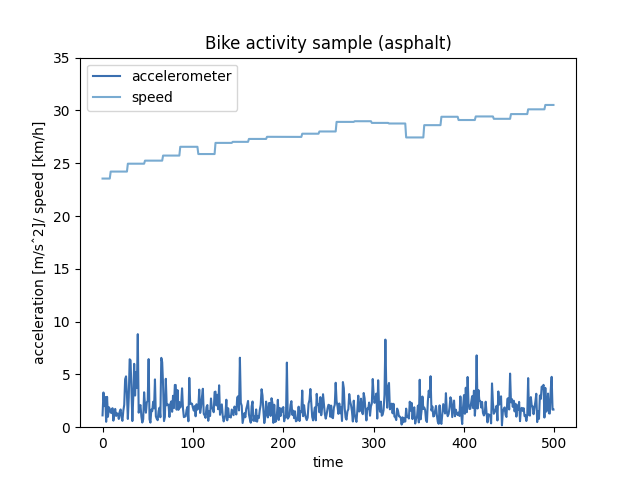 Bike activity sample (asphalt)
accelerometer
speed
acceleration [m/sˆ2]/ speed [km/h]
35
30
25
20
15
10
5
0
0 100 200 300 400 500
time